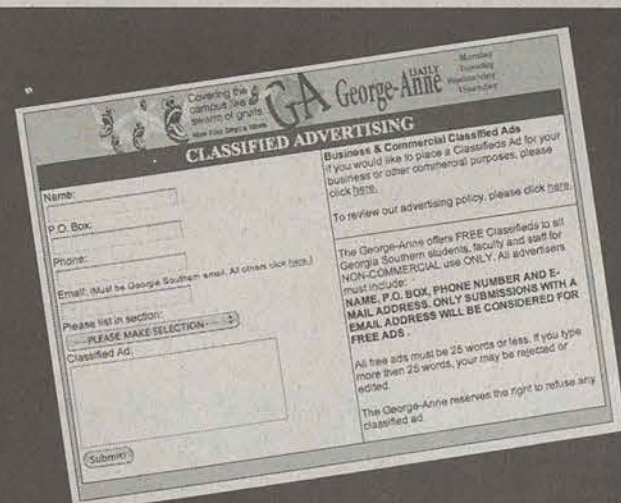 Covering the
campus like a
swarm of gnats
GA
George-Anne
DAILY
Monday
Tuesday
Wednesday
Thursday
CLASSIFIED ADVERTISING
Name:
P.O. Box:
Phone:
Email: (Must be Georgia Southern email. All others click here.)
Please list in section:
---PLEASE MAKE SELECTION---
Classified Ad:
Submit!
Business & Commercial Classified Ads
If you would like to place a Classifieds Ad for your
business or other commercial purposes, please
click here.
To review our advertising policy, please click here.
The George-Anne offers FREE Classifieds to all
Georgia Southern students, faculty and staff for
NON-COMMERCIAL use ONLY. All advertisers
must include:
NAME, P.O. BOX, PHONE NUMBER AND E-
MAIL ADDRESS. ONLY SUBMISSIONS WITH A
EMAIL ADDRESS WILL BE CONSIDERED FOR
FREE ADS .
All free ads must be 25 words or less. If you type
more than 25 words, your may be rejected or
edited.
The George-Anne reserves the right to refuse any
classified ad.